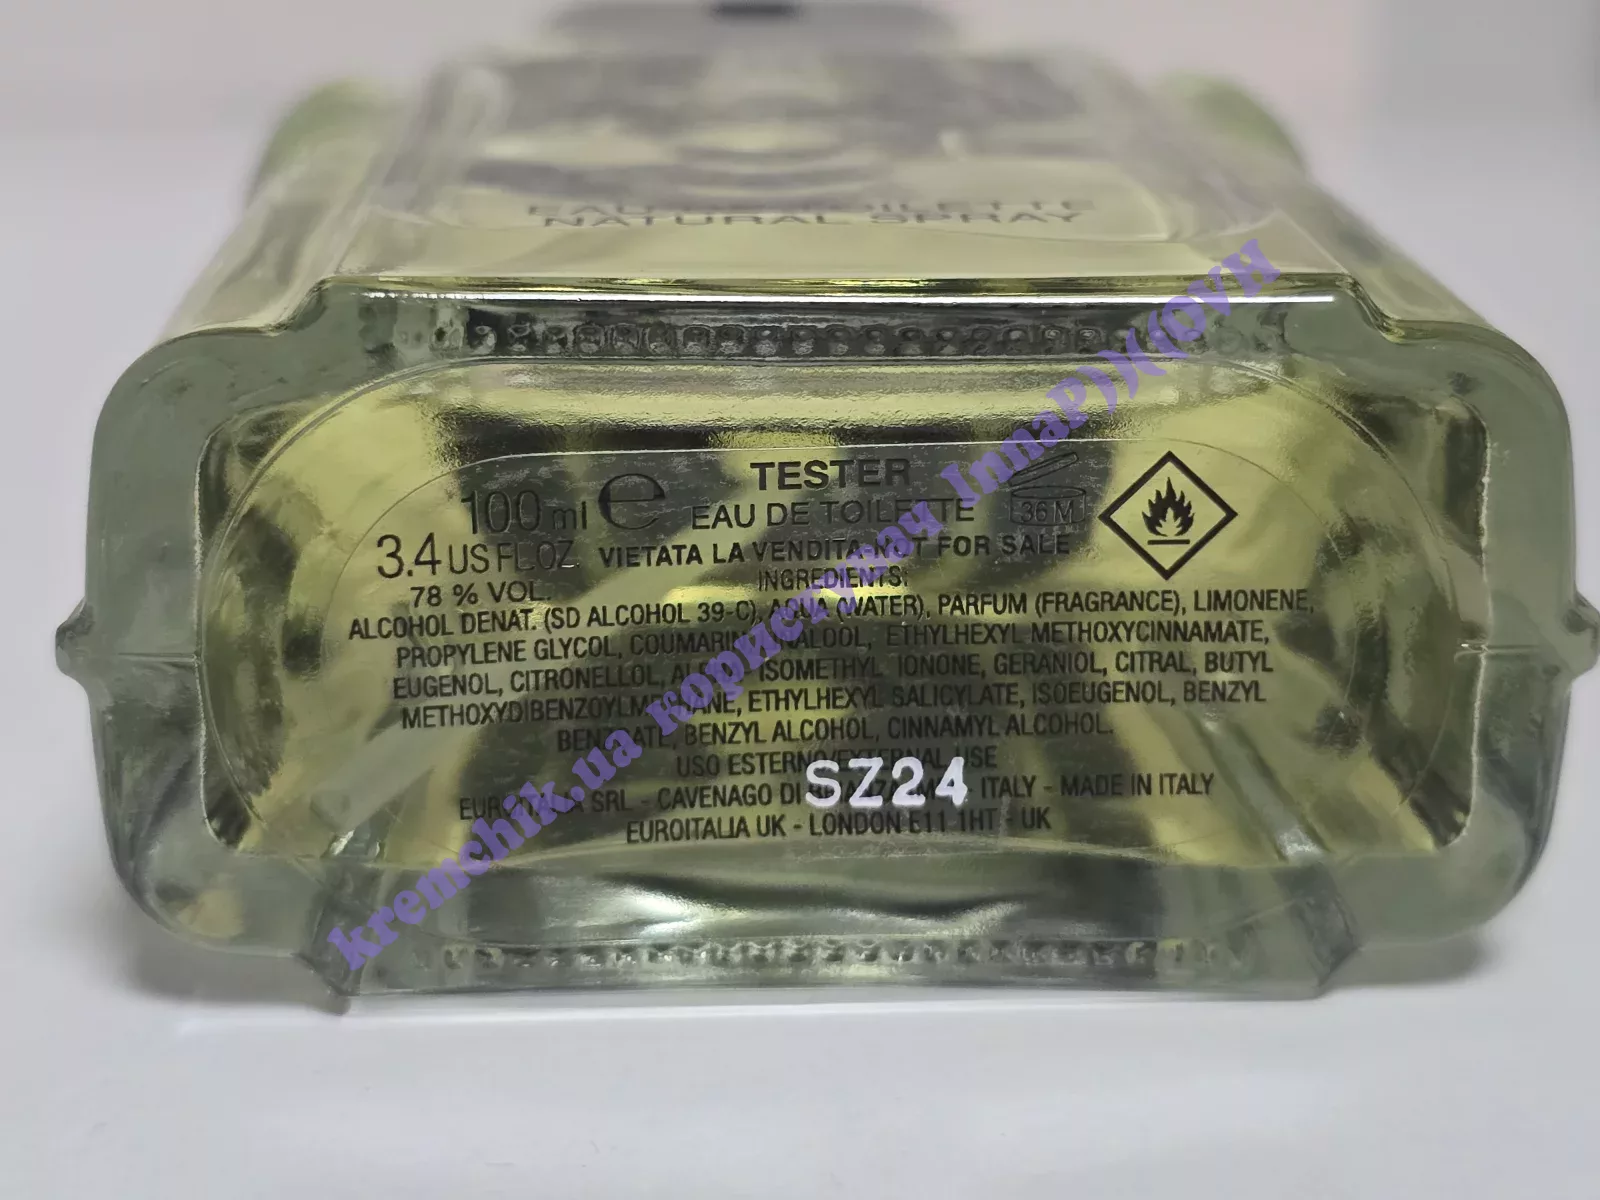 EAU DE TOILETTE
NATURAL SPRAY
TESTER
100 ml e EAU DE TOILETTE 36 M
3.4 US FL.OZ. VIETATA LA VENDITA-NOT FOR SALE
78 % VOL. INGREDIENTS:
ALCOHOL DENAT. (SD ALCOHOL 39-C), AQUA (WATER), PARFUM (FRAGRANCE), LIMONENE,
PROPYLENE GLYCOL, COUMARIN, LINALOOL, ETHYLHEXYL METHOXYCINNAMATE,
EUGENOL, CITRONELLOL, ALPHA ISOMETHYL IONONE, GERANIOL, CITRAL, BUTYL
METHOXYDIBENZOYLMETHANE, ETHYLHEXYL SALICYLATE, ISOEUGENOL, BENZYL
BENZOATE, BENZYL ALCOHOL, CINNAMYL ALCOHOL.
USO ESTERNO/EXTERNAL USE
SZ24
EUROITALIA SRL - CAVENAGO DI ITALY - MADE IN ITALY
EUROITALIA UK - LONDON E11 1HT - UK
kremchik.ua користувач InnaP))((OVH